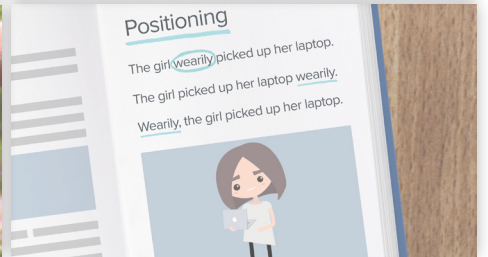 Positioning
The girl wearily picked up her laptop.
The girl picked up her laptop wearily.
Wearily, the girl picked up her laptop.